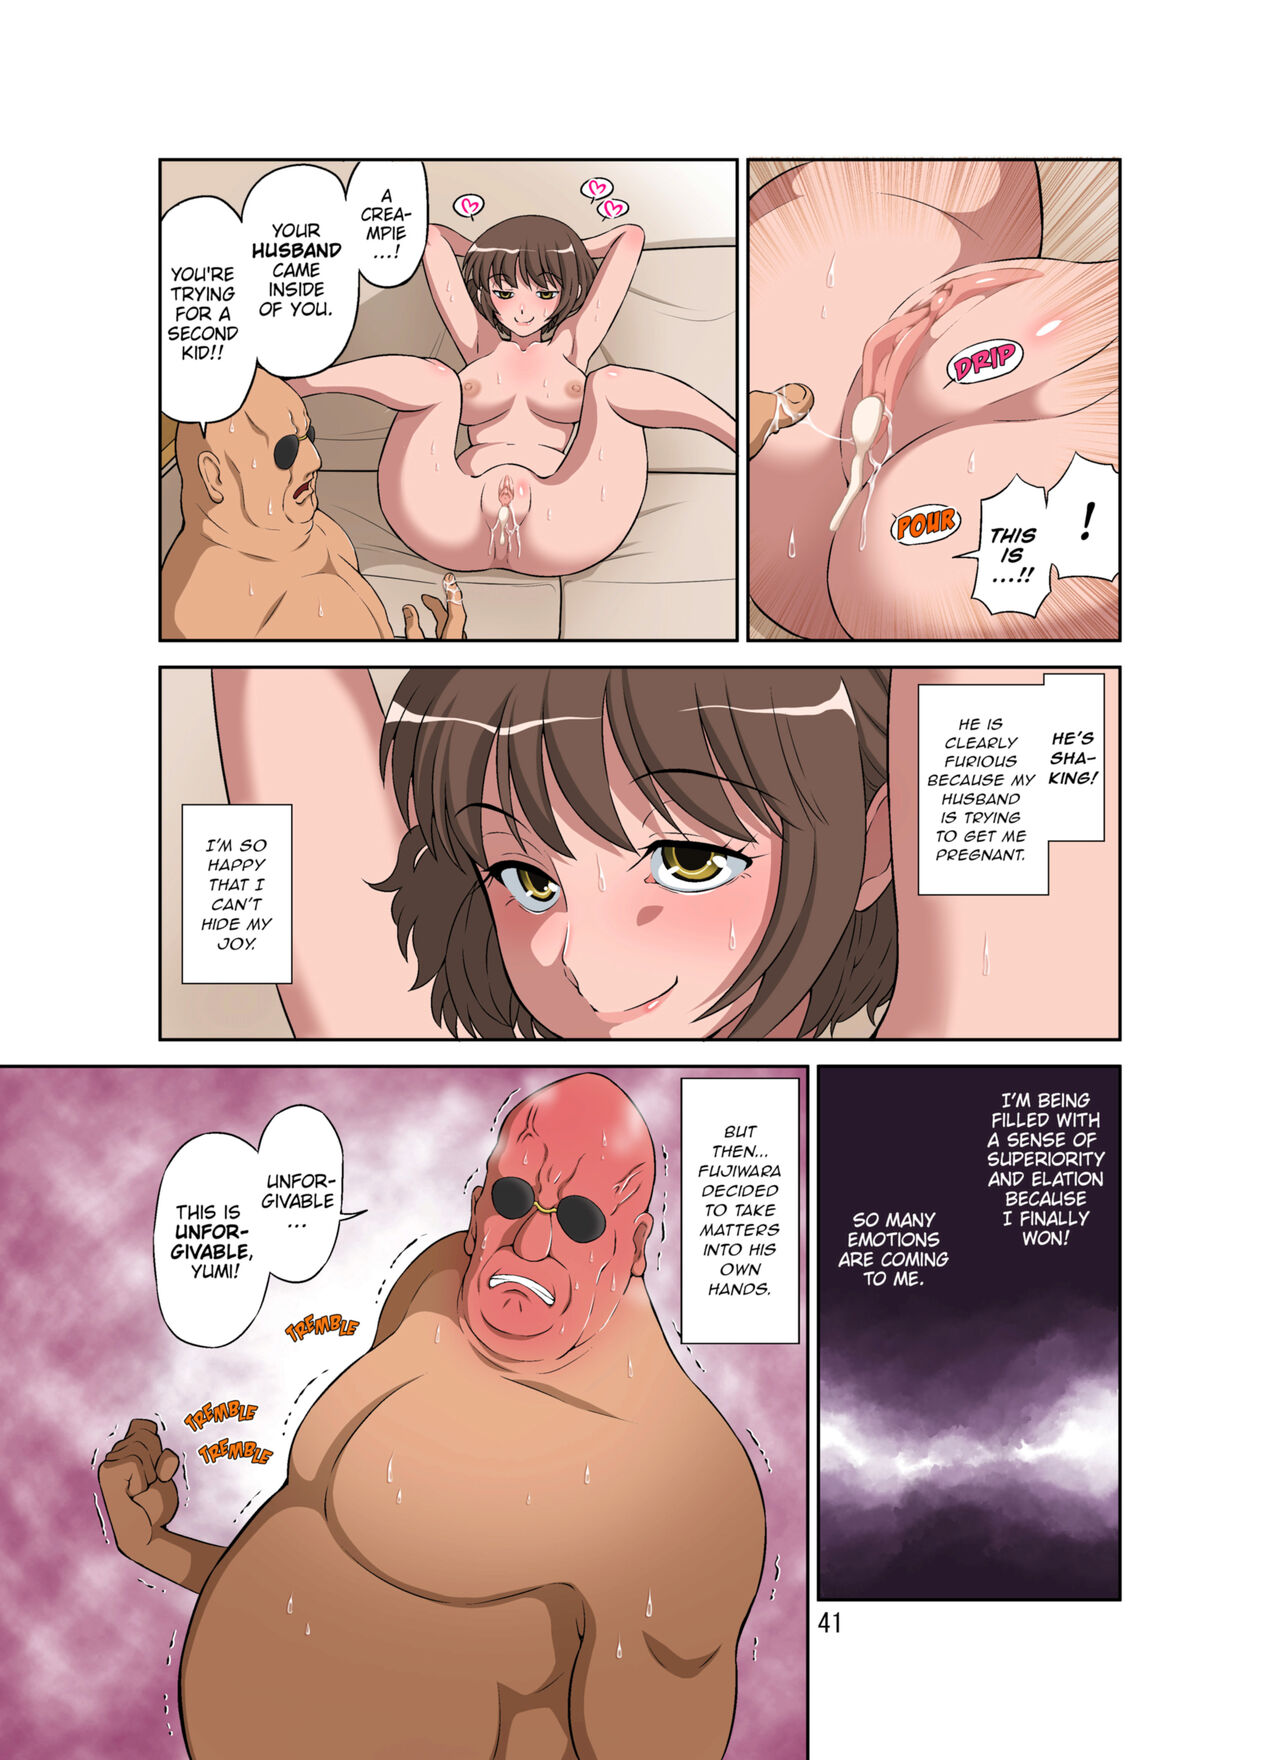 !
THIS
IS
...!!
DRIP
POUR
A
CREA-
MPIE
...!
YOUR
HUSBAND
CAME
INSIDE
OF YOU.
YOU'RE
TRYING
FOR A
SECOND
KID!!
HE'S
SHA-
KING!
HE IS
CLEARLY
FURIOUS
BECAUSE MY
HUSBAND
IS TRYING
TO GET ME
PREGNANT.
I'M SO
HAPPY
THAT I
CAN'T
HIDE MY
JOY.
I'M BEING
FILLED WITH
A SENSE OF
SUPERIORITY
AND ELATION
BECAUSE
I FINALLY
WON!
SO MANY
EMOTIONS
ARE COMING
TO ME.
BUT
THEN...
FUJIWARA
DECIDED
TO TAKE
MATTERS
INTO HIS
OWN
HANDS.
UNFOR-
GIVABLE
...
THIS IS
UNFOR-
GIVABLE,
YUMI!
TREMBLE
TREMBLE
TREMBLE
41